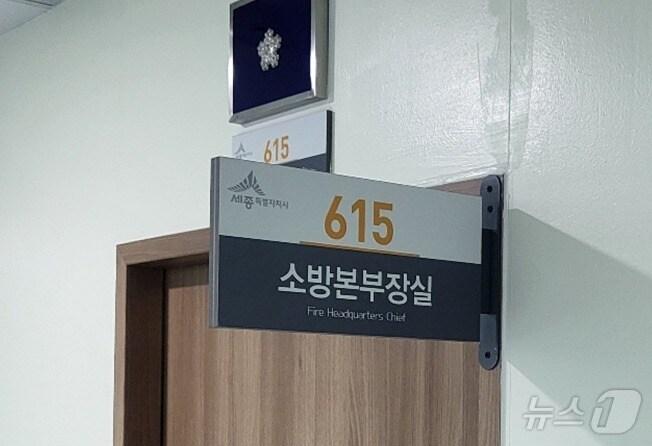 615
세종특별자치시
615
소방본부장실
Fire Headquarters Chief
뉴스1